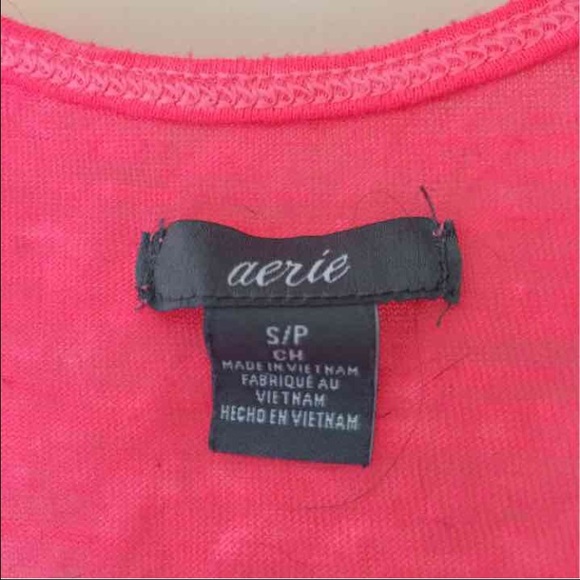 aerie
S/P
CH
MADE IN VIETNAM
FABRIQUÉ AU
VIETNAM
HECHO EN VIETNAM